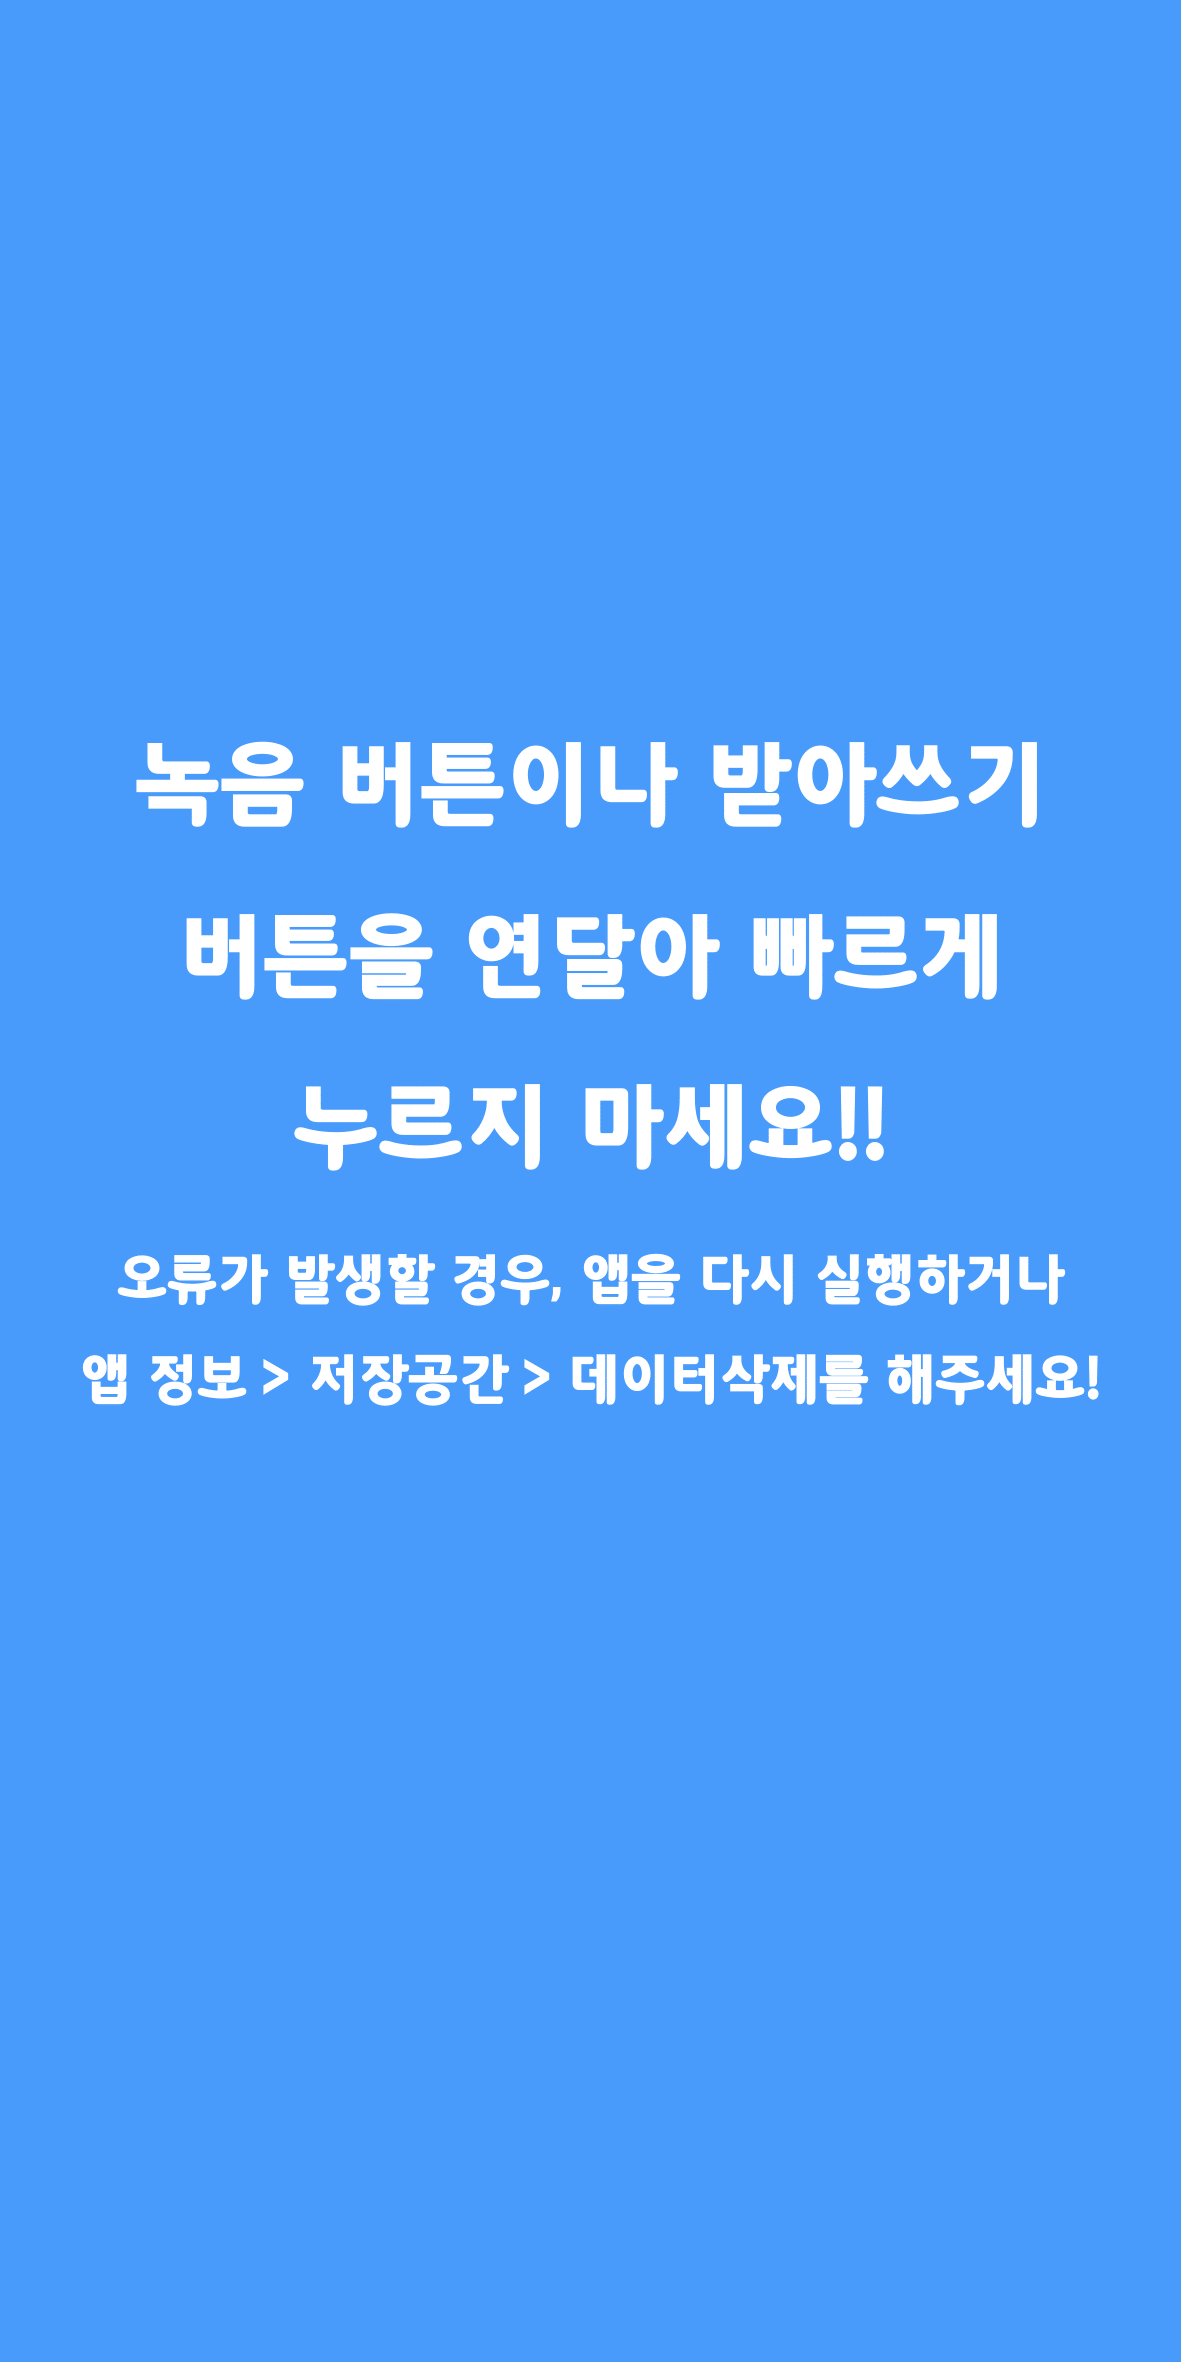 녹음 버튼이나 받아쓰기
버튼을 연달아 빠르게
누르지 마세요!!
오류가 발생할 경우, 앱을 다시 실행하거나
앱 정보 > 저장공간 > 데이터삭제를 해주세요!